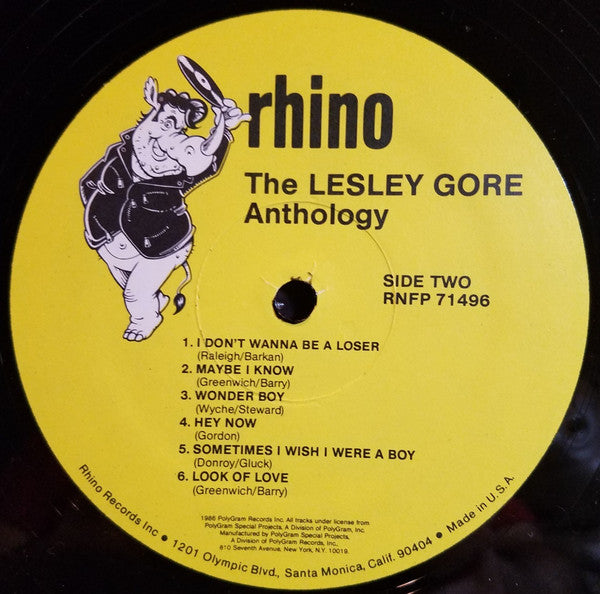 rhino
The LESLEY GORE
Anthology
SIDE TWO
RNFP 71496
1. I DON'T WANNA BE A LOSER
(Raleigh/Barkan)
2. MAYBE I KNOW
(Greenwich/Barry)
3. WONDER BOY
(Wyche/Steward)
4. HEY NOW
(Gordon)
5. SOMETIMES I WISH I WERE A BOY
(Donroy/Gluck)
6. LOOK OF LOVE
(Greenwich/Barry)
1986 PolyGram Records Inc. All tracks under license from
PolyGram Special Projects, A Division of PolyGram, Inc.
Manufactured by PolyGram Special Projects,
A Division of PolyGram Records, Inc.,
810 Seventh Avenue, New York, N.Y. 10019.
Rhino Records Inc • 1201 Olympic Blvd., Santa Monica, Calif. 90404 • Made in U.S.A.